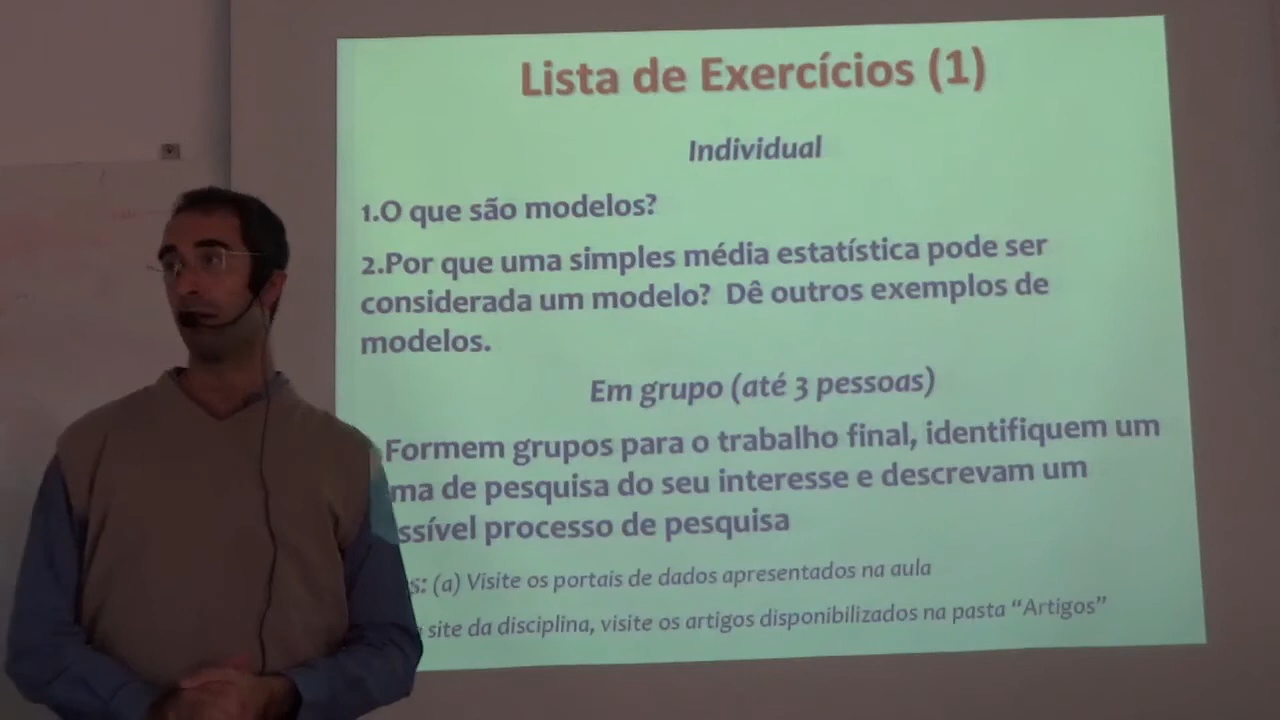 Lista de Exercícios (1)
Individual
1.O que são modelos?
2.Por que uma simples média estatística pode ser
considerada um modelo? Dê outros exemplos de
modelos.
Em grupo (até 3 pessoas)
Formem grupos para o trabalho final, identifiquem um
ma de pesquisa do seu interesse e descrevam um
ssível processo de pesquisa
s: (a) Visite os portais de dados apresentados na aula
site da disciplina, visite os artigos disponibilizados na pasta “Artigos”